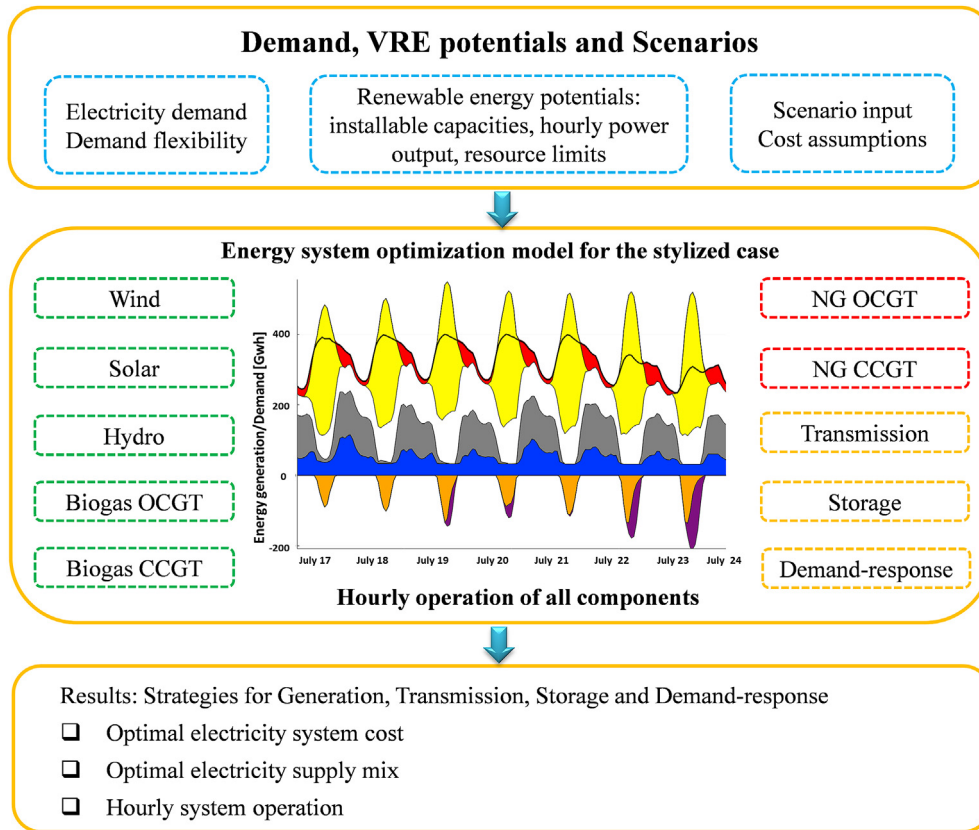 Demand, VRE potentials and Scenarios
Electricity demand
Demand flexibility
Renewable energy potentials:
installable capacities, hourly power
output, resource limits
Scenario input
Cost assumptions
Energy system optimization model for the stylized case
Wind
Solar
Hydro
Biogas OCGT
Biogas CCGT
Energy generation/Demand [Gwh]
400
200
0
-200
July 17
July 18
July 19
July 20
July 21
July 22
July 23
July 24
Hourly operation of all components
NG OCGT
NG CCGT
Transmission
Storage
Demand-response
Results: Strategies for Generation, Transmission, Storage and Demand-response
❑ Optimal electricity system cost
❑ Optimal electricity supply mix
❑ Hourly system operation